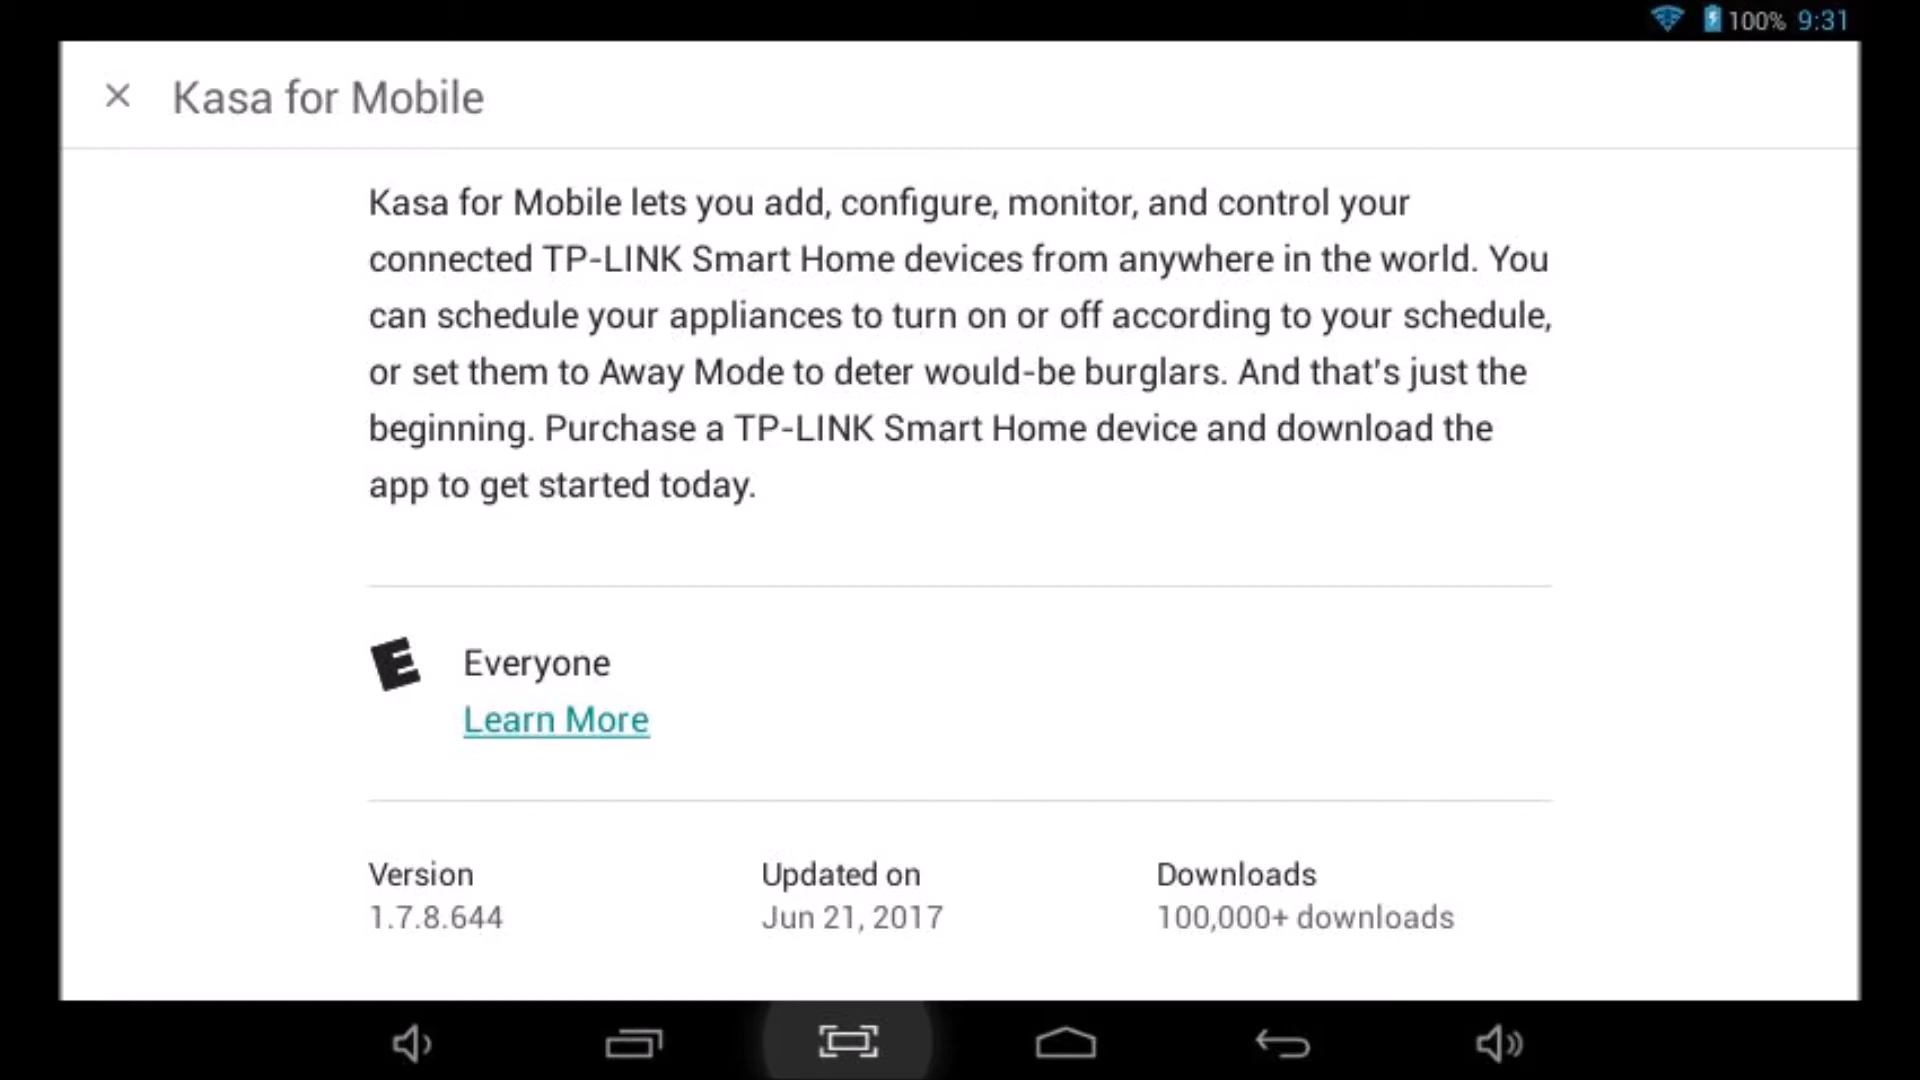 100% 9:31
Kasa for Mobile
Kasa for Mobile lets you add, configure, monitor, and control your
connected TP-LINK Smart Home devices from anywhere in the world. You
can schedule your appliances to turn on or off according to your schedule,
or set them to Away Mode to deter would-be burglars. And that's just the
beginning. Purchase a TP-LINK Smart Home device and download the
app to get started today.
E
Everyone
Learn More
Version
1.7.8.644
Updated on
Jun 21, 2017
Downloads
100,000+ downloads